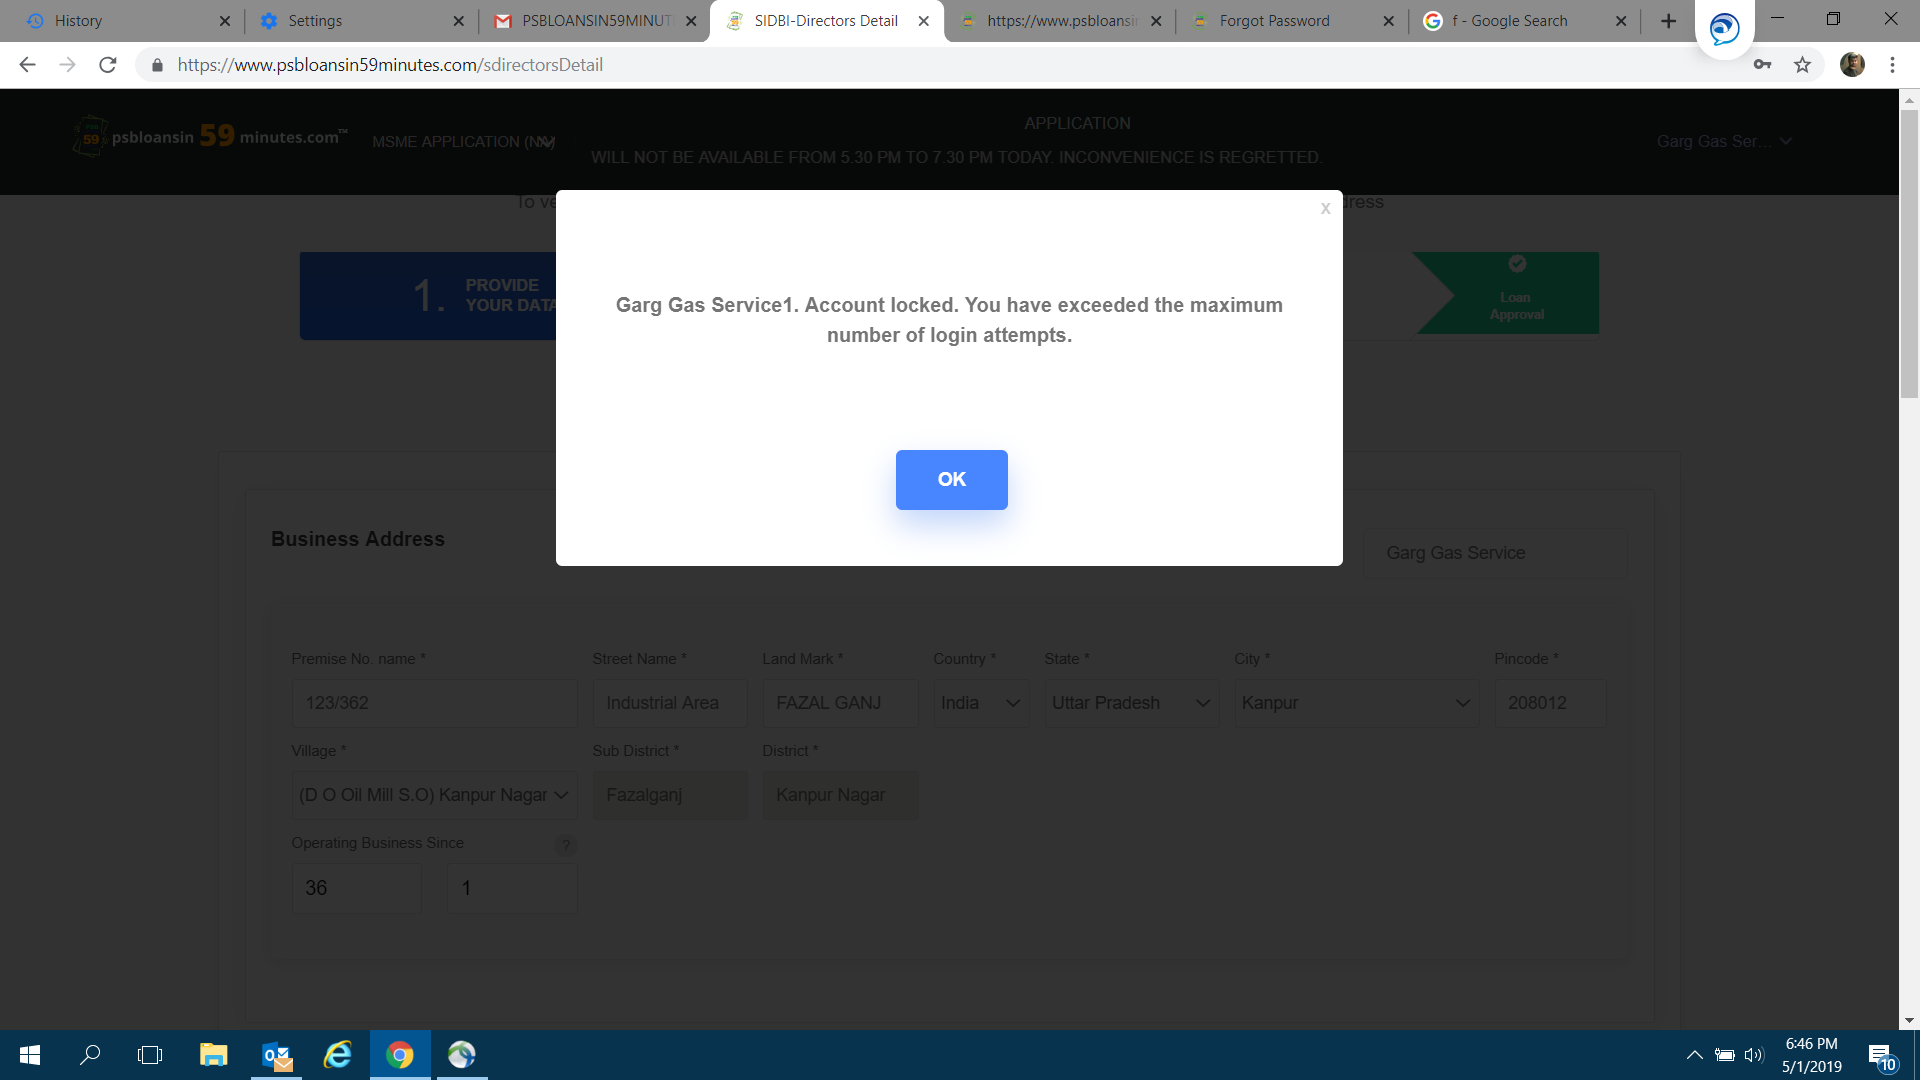 History
Settings
PSBLOANSIN59MINUT
SIDBI-Directors Detail
https://www.psbloansin
Forgot Password
f - Google Search
https://www.psbloansin59minutes.com/sdirectorsDetail
psbloansin 59 minutes.com™
MSME APPLICATION
APPLICATION
WILL NOT BE AVAILABLE FROM 5.30 PM TO 7.30 PM TODAY. INCONVENIENCE IS REGRETTED.
Garg Gas Ser...
To ve
dress
x
1. PROVIDE
YOUR DATA
Garg Gas Service1. Account locked. You have exceeded the maximum
number of login attempts.
OK
Loan
Approval
Business Address
Garg Gas Service
Premise No. name * Street Name * Land Mark * Country * State * City * Pincode *
123/362 Industrial Area FAZAL GANJ India Uttar Pradesh Kanpur 208012
Village * Sub District * District *
(D O Oil Mill S.O) Kanpur Nagar Fazalganj Kanpur Nagar
Operating Business Since ?
36 1
6:46 PM
5/1/2019
10